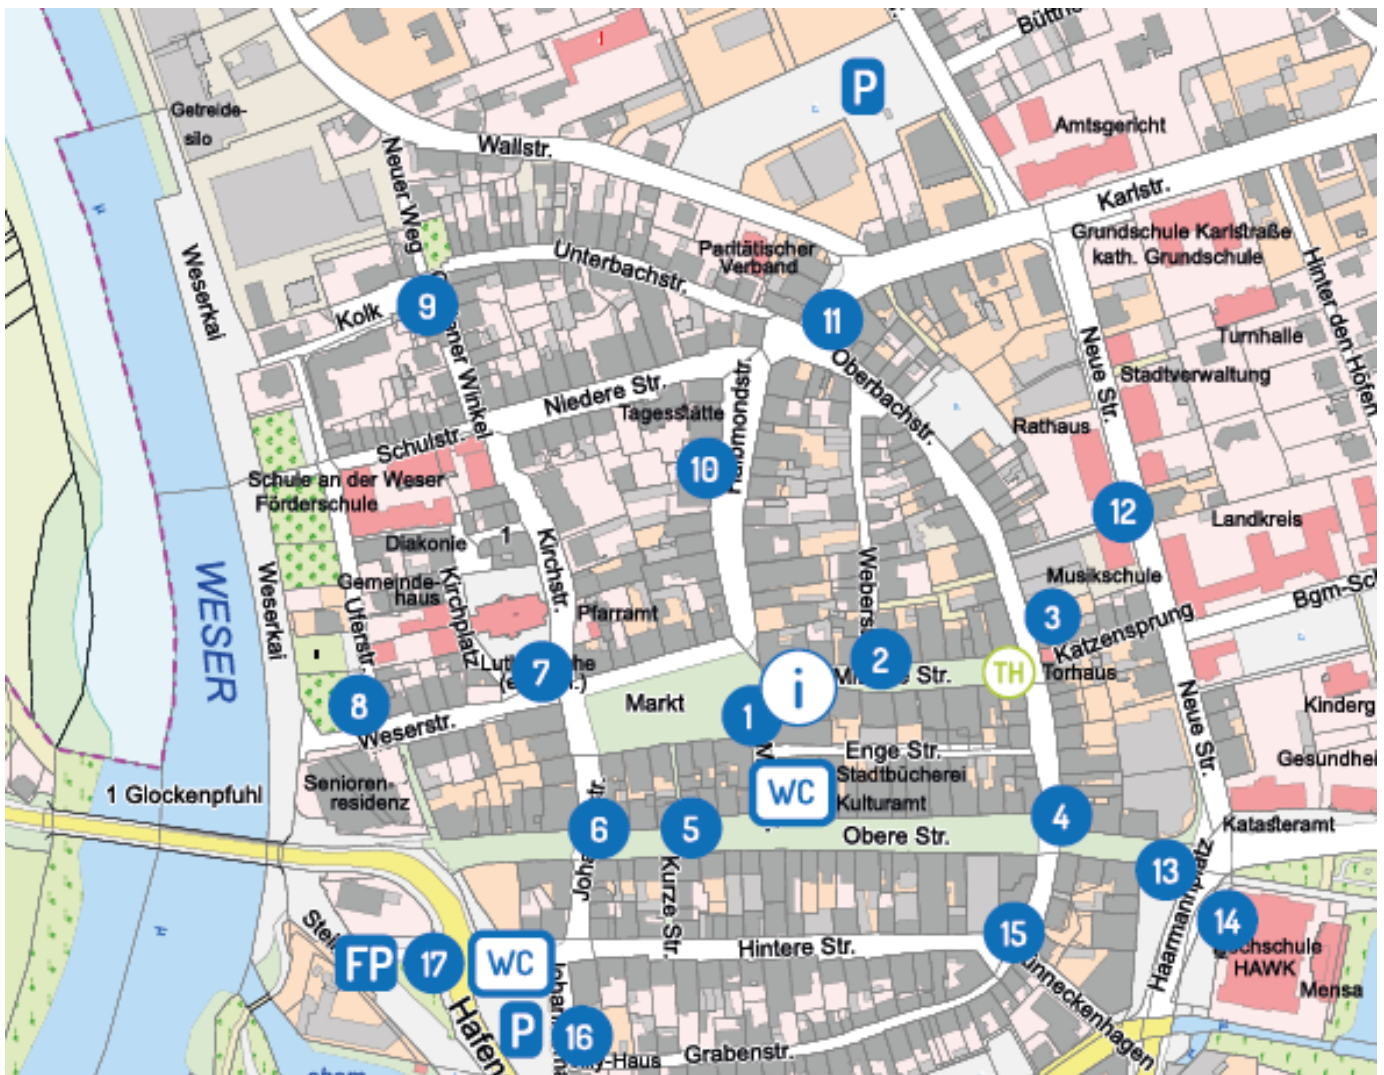 P
Getreide-
silo
Amtsgericht
Wallstr.
Neuer Weg
Karlstr.
Grundschule Karlstraße
kath. Grundschule
Paritätischer
Verband
Unterbachstr.
Weserkai
Hinter den Höfen
9
Kolk
11
Turnhalle
Neue Str.
Oberbachstr.
Stadtverwaltung
Niedere Str.
Tagesstätte
Halbmondstr.
Rathaus
Schulstr.
10
Schule an der Weser
Förderschule
12
Landkreis
Diakonie
1
Kirchstr.
WESER
Weserkai
Gemeinde-
haus
Kirchplatz
Uferstr.
Pfarramt
Musikschule
3
Katzensprung
2
TH
Torhaus
7
i
Str.
8
Markt
1
Weserstr.
Neue Str.
Enge Str.
Stadtbücherei
Senioren-
residenz
1 Glockenpfuhl
WC
Kulturamt
6
5
Obere Str.
4
Katasteramt
Kurze Str.
13
Haarmannplatz
14
15
Hintere Str.
HAWK
Mensa
FP
17
WC
Hafen
P
16
Grabenstr.